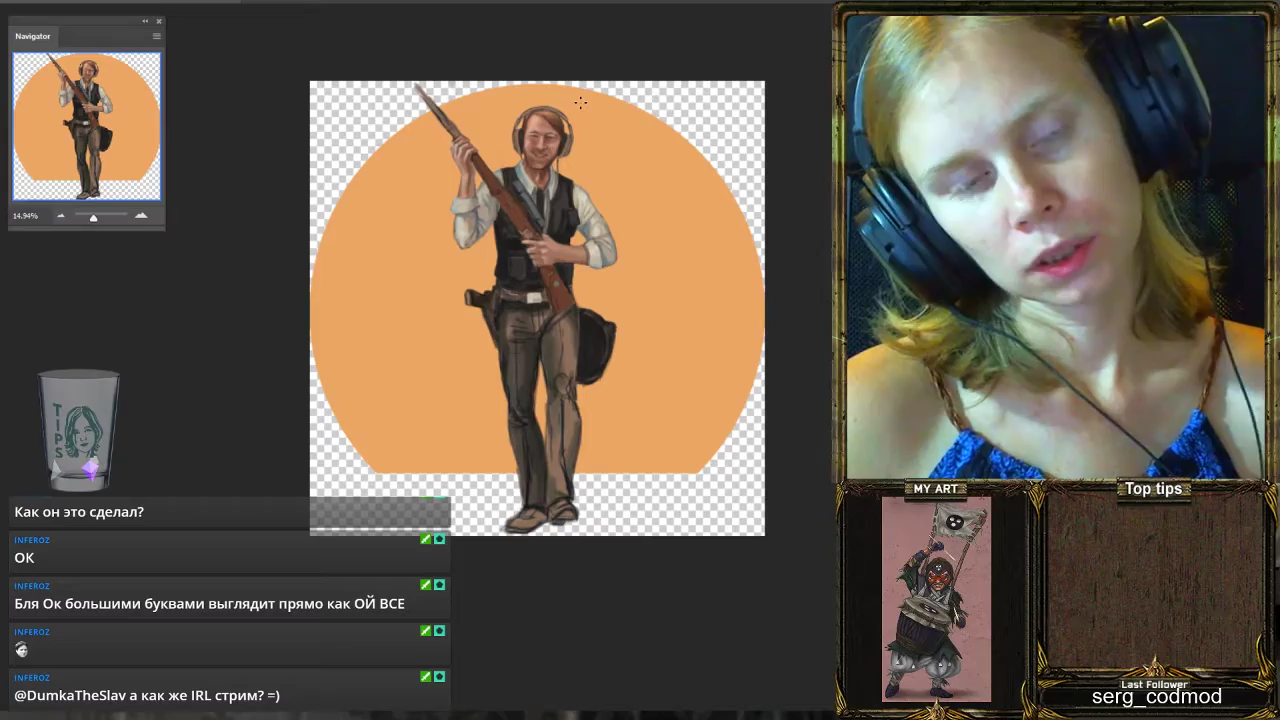 Navigator
14.94%
TIPS
Как он это сделал?
INFEROZ
ОК
INFEROZ
Бля Ок большими буквами выглядит прямо как ОЙ ВСЕ
INFEROZ
INFEROZ
@DumkaTheSlav а как же IRL стрим? =)
MY ART
Top tips
Last Follower
serg_codmod